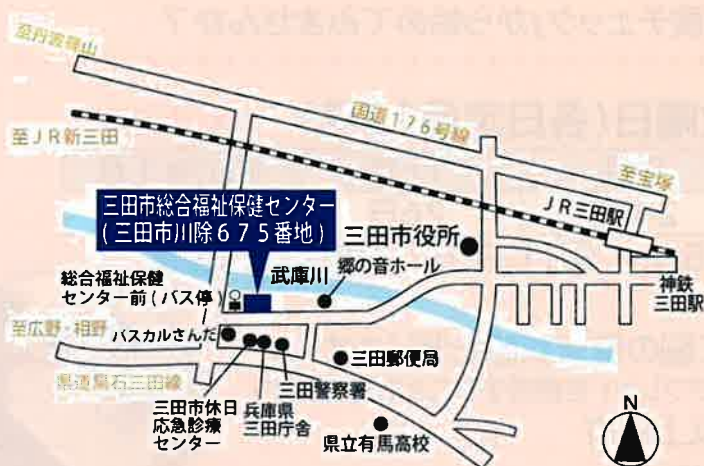 至丹波篠山
国道176号線
至JR新三田
至宝塚
JR三田駅
三田市総合福祉保健センター
(三田市川除675番地)
三田市役所
武庫川
郷の音ホール
神鉄
三田駅
総合福祉保健
センター前(バス停)
至広野・相野
パスカルさんだ
三田郵便局
県道黒石三田線
三田警察署
三田市休日
応急診療
センター
兵庫県
三田庁舎
県立有馬高校
N